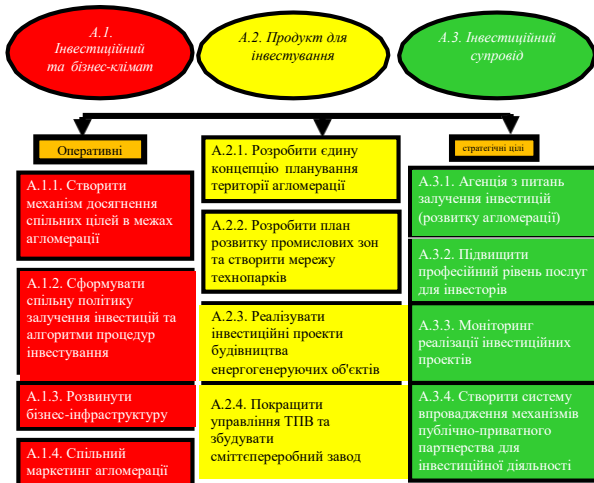 А.1.
Інвестиційний
та бізнес-клімат
А.2. Продукт для
інвестування
А.3. Інвестиційний
супровід
Оперативні
стратегічні цілі
А.1.1. Створити
механізм досягнення
спільних цілей в межах
агломерації
А.1.2. Сформувати
спільну політику
залучення інвестицій та
алгоритми процедур
інвестування
А.1.3. Розвинути
бізнес-інфраструктуру
А.1.4. Спільний
маркетинг агломерації
А.2.1. Розробити єдину
концепцію планування
території агломерації
А.2.2. Розробити план
розвитку промислових зон
та створити мережу
технопарків
А.2.3. Реалізувати
інвестиційні проекти
будівництва
енергогенеруючих об'єктів
А.2.4. Покращити
управління ТПВ та
збудувати
сміттєпереробний завод
А.3.1. Агенція з питань
залучення інвестицій
(розвитку агломерації)
А.3.2. Підвищити
професійний рівень послуг
для інвесторів
А.3.3. Моніторинг
реалізації інвестиційних
проектів
А.3.4. Створити систему
впровадження механізмів
публічно-приватного
партнерства для
інвестиційної діяльності